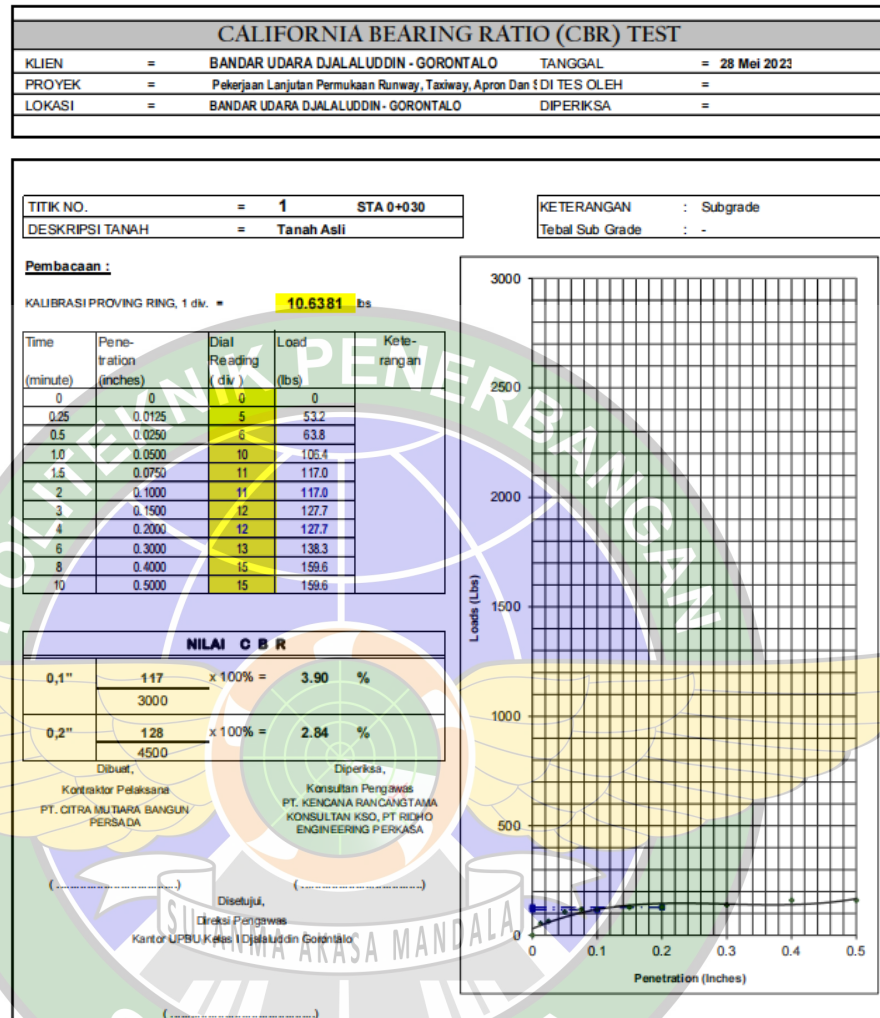 CALIFORNIA BEARING RATIO (CBR) TEST
KLIEN = BANDAR UDARA DJALALUDDIN - GORONTALO TANGGAL = 28 Mei 2023
PROYEK = Pekerjaan Lanjutan Permukaan Runway, Taxiway, Apron Dan S DI TES OLEH =
LOKASI = BANDAR UDARA DJALALUDDIN - GORONTALO DIPERIKSA =
TITIK NO. = 1 STA 0+030 KETERANGAN : Subgrade
DESKRIPSI TANAH = Tanah Asli Tebal Sub Grade : -
Pembacaan :
KALIBRASI PROVING RING, 1 div. = 10.6381 lbs
Time Pene- Dial Load Kete-
tration Reading rangan
(minute) (inches) ( div ) (lbs)
0 0 0 0
0.25 0.0125 5 53.2
0.5 0.0250 6 63.8
1.0 0.0500 10 106.4
1.5 0.0750 11 117.0
2 0.1000 11 117.0
3 0.1500 12 127.7
4 0.2000 12 127.7
6 0.3000 13 138.3
8 0.4000 15 159.6
10 0.5000 15 159.6
NILAI C B R
0,1" 117 x 100% = 3.90 %
3000
0,2" 128 x 100% = 2.84 %
4500
Dibuat, Diperiksa,
Kontraktor Pelaksana Konsultan Pengawas
PT. CITRA MUTIARA BANGUN PERSADA
PT. KENCANA RANCANGTAMA
KONSULTAN KSO, PT RIDHO
ENGINEERING PERKASA
(....................................) (....................................)
Disetujui,
Direksi Pengawas
Kantor UPBU Kelas I Djalaluddin Gorontalo
(..........................................)
3000
2500
2000
1500
1000
500
0
Loads (Lbs)
0 0.1 0.2 0.3 0.4 0.5
Penetration (Inches)
POLITEKNIK PENERBANGAN
AKASA MANDALA